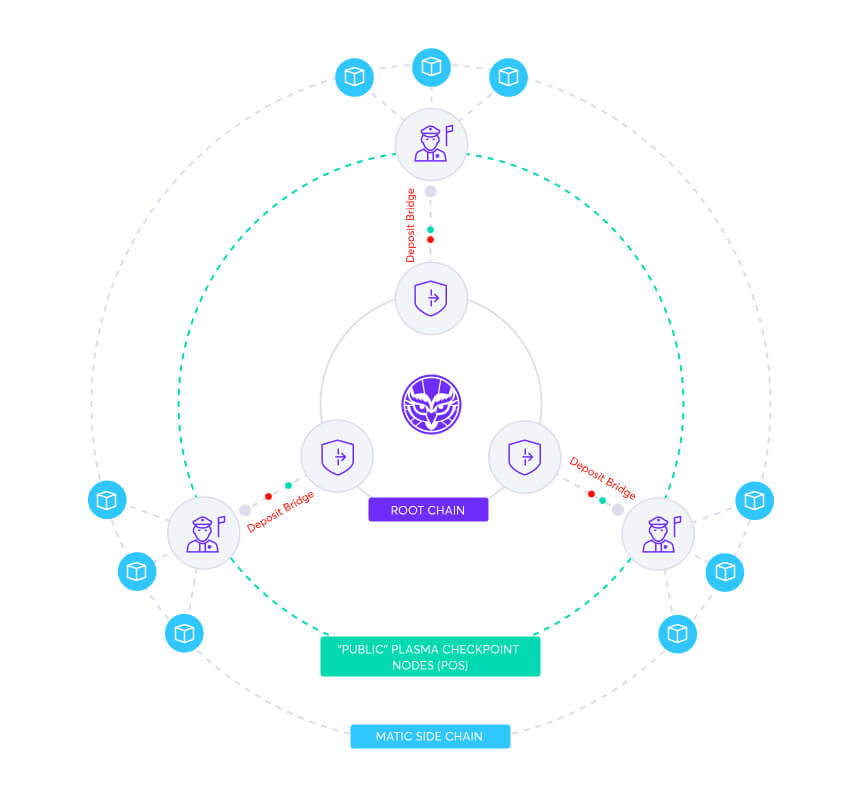 Deposit Bridge
Deposit Bridge
Deposit Bridge
ROOT CHAIN
"PUBLIC" PLASMA CHECKPOINT
NODES (POS)
MATIC SIDE CHAIN